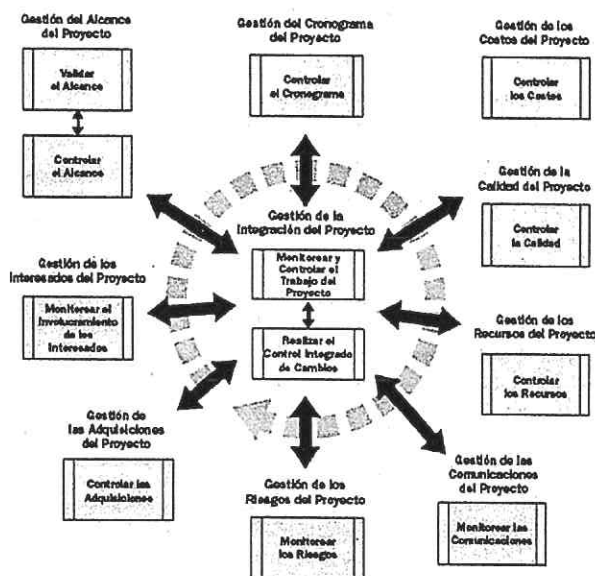 Gestión del Alcance
del Proyecto
Validar
el Alcance
Controlar
el Alcance
Gestión del Cronograma
del Proyecto
Controlar
el Cronograma
Gestión de los
Costos del Proyecto
Controlar
los Costos
Gestión de la
Calidad del Proyecto
Controlar
la Calidad
Gestión de la
Integración del Proyecto
Monitorear y
Controlar el
Trabajo del
Proyecto
Realizar el
Control Integrado
de Cambios
Gestión de los
Interesados del Proyecto
Monitorear el
Involucramiento
de los
Interesados
Gestión de los
Recursos del Proyecto
Controlar
los Recursos
Gestión de
las Adquisiciones
del Proyecto
Controlar las
Adquisiciones
Gestión de los
Riesgos del Proyecto
Monitorear
los Riesgos
Gestión de las
Comunicaciones
del Proyecto
Monitorear las
Comunicaciones